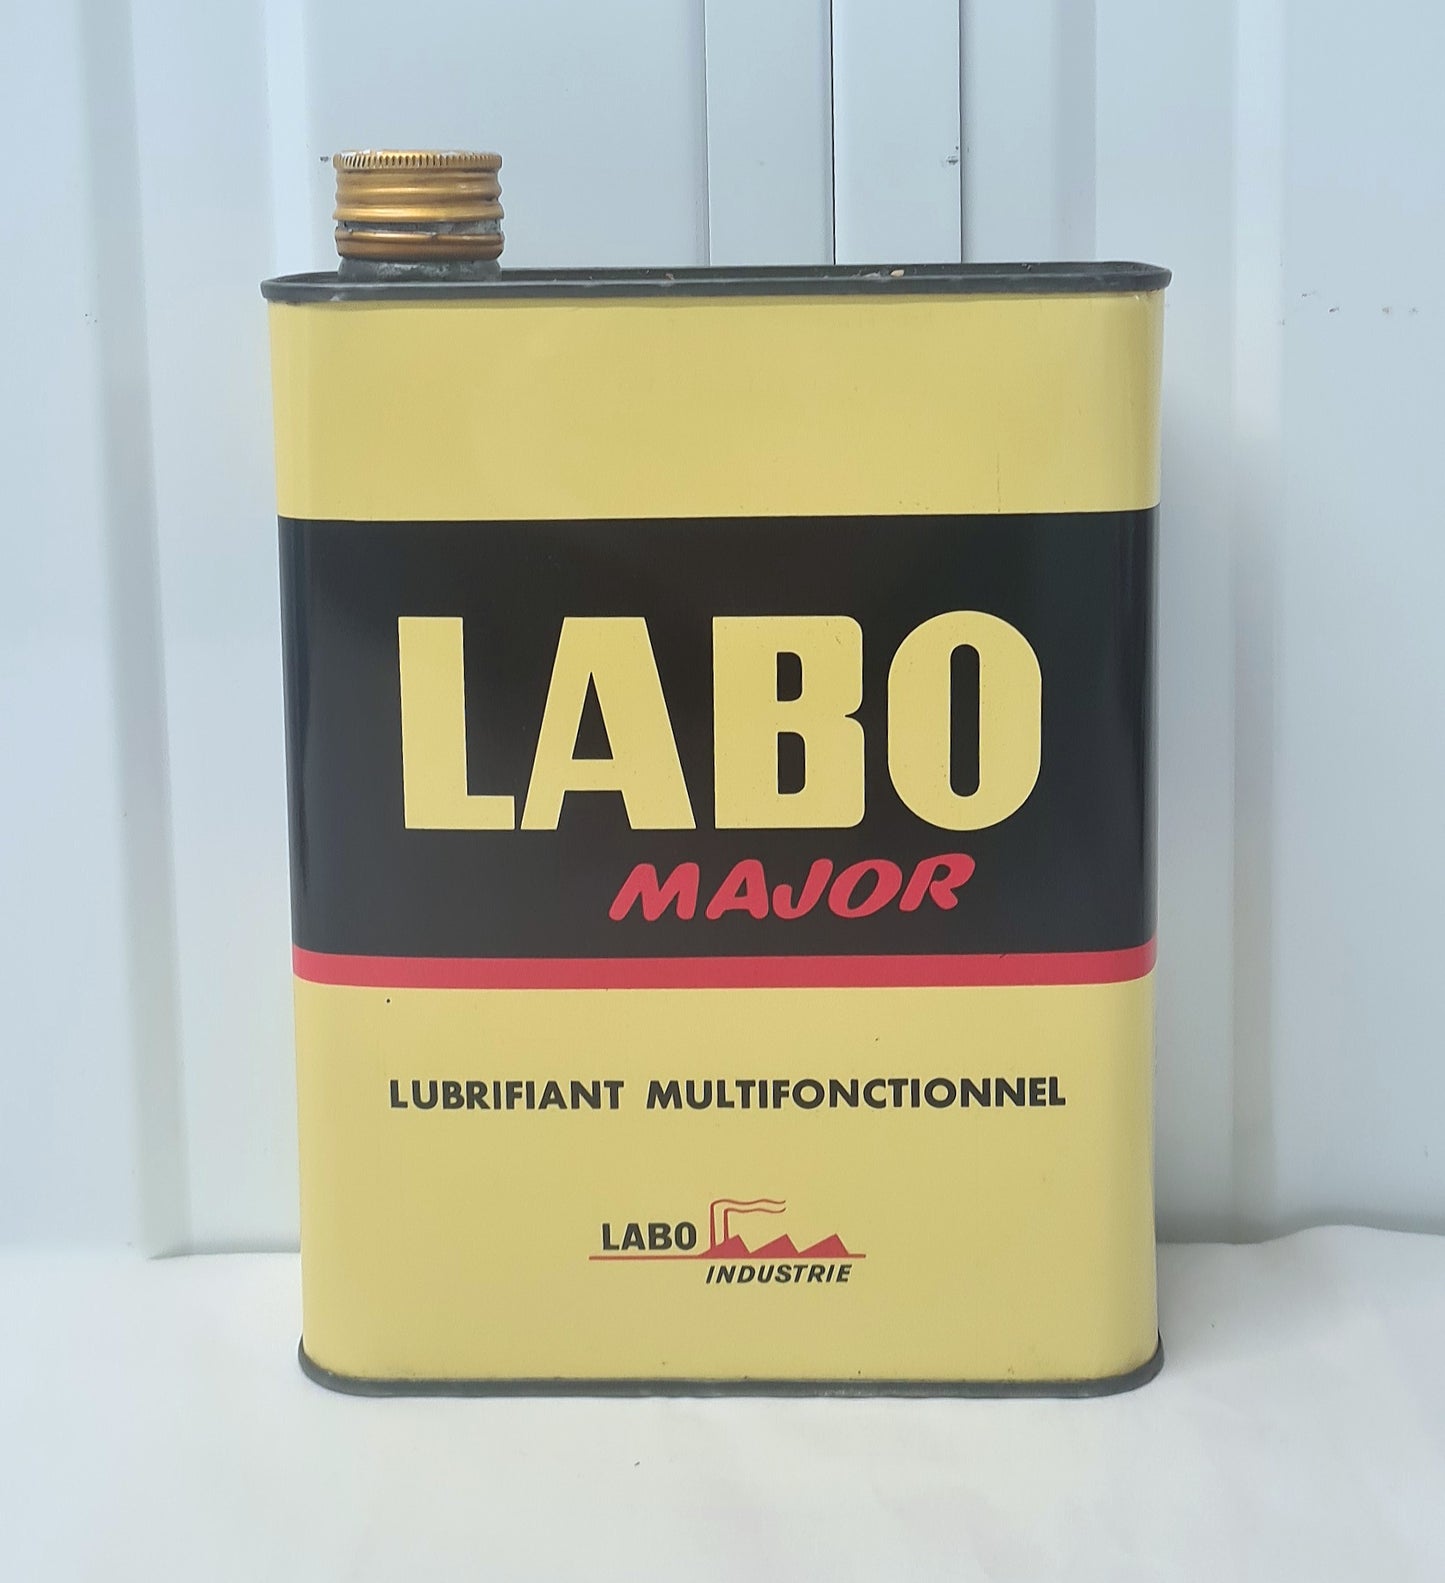 LABO
MAJOR
LUBRIFIANT MULTIFONCTIONNEL
LABO
INDUSTRIE